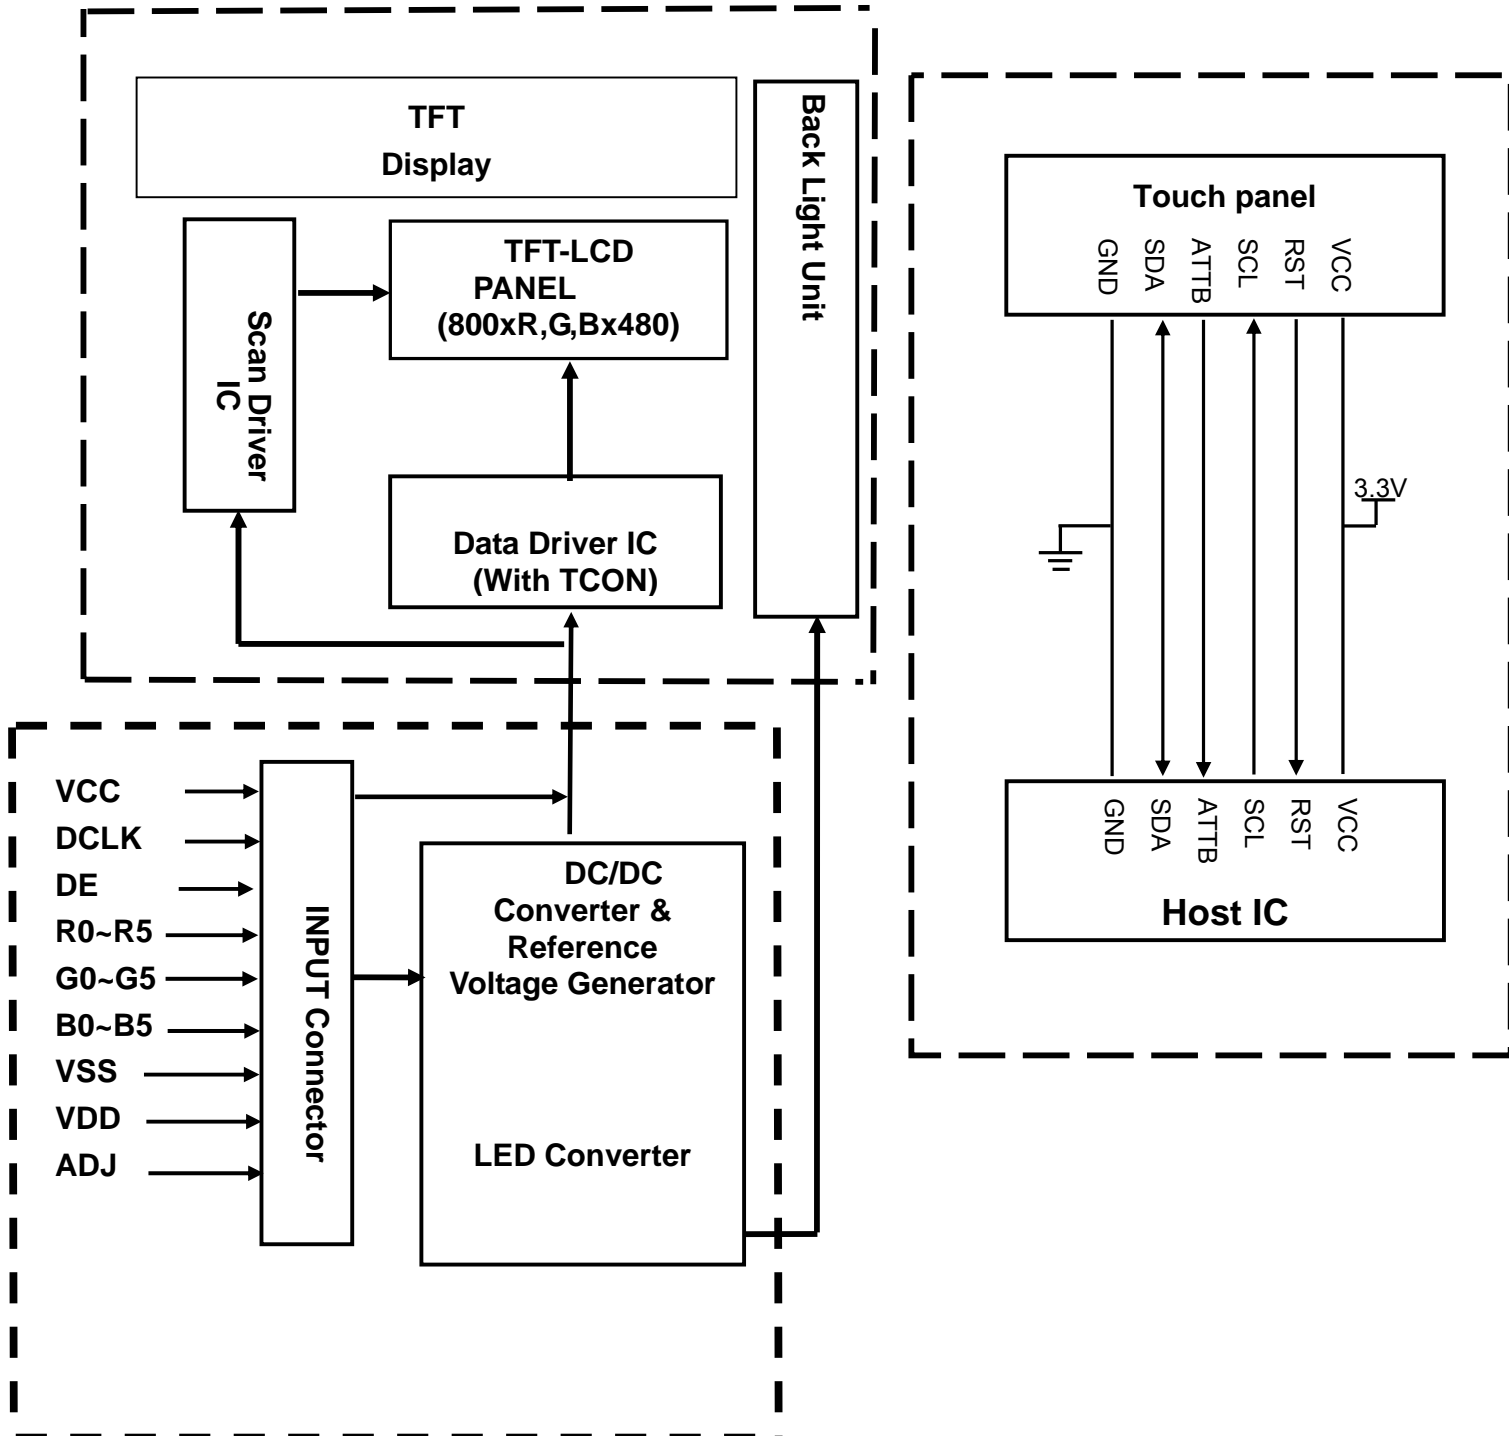 TFT
Display
Back Light Unit
Scan Driver
IC
TFT-LCD
PANEL
(800xR,G,Bx480)
Data Driver IC
(With TCON)
VCC
DCLK
DE
R0~R5
G0~G5
B0~B5
VSS
VDD
ADJ
INPUT Connector
DC/DC
Converter &
Reference
Voltage Generator
LED Converter
Touch panel
GND
SDA
ATTB
SCL
RST
VCC
3.3V
GND
SDA
ATTB
SCL
RST
VCC
Host IC